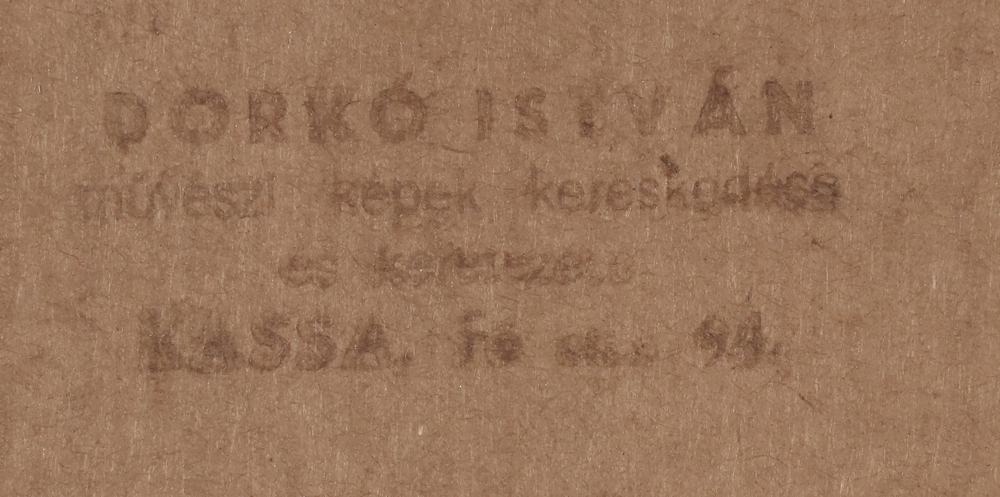 DORKÓ ISTVÁN
művészi képek kereskedése
és keretezése
KASSA. Fő 94.